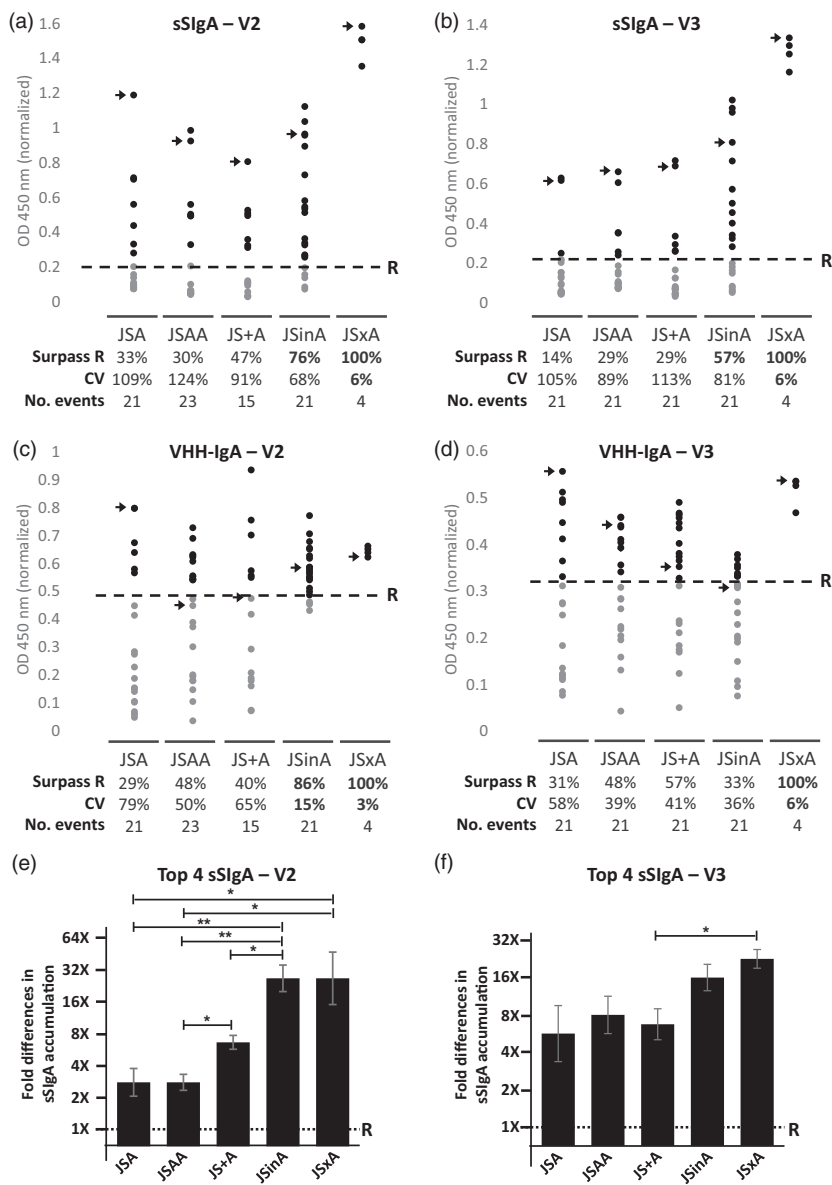 (a)
sSIgA – V2
1.6
1.4
1.2
1
0.8
0.6
0.4
0.2
0
OD 450 nm (normalized)
R
JSA JSAA JS+A JSinA JSxA
Surpass R 33% 30% 47% 76% 100%
CV 109% 124% 91% 68% 6%
No. events 21 23 15 21 4
(b)
sSIgA – V3
1.4
1.2
1
0.8
0.6
0.4
0.2
0
OD 450 nm (normalized)
R
JSA JSAA JS+A JSinA JSxA
14% 29% 29% 57% 100%
105% 89% 113% 81% 6%
21 21 21 21 4
(c)
VHH-IgA – V2
1
0.9
0.8
0.7
0.6
0.5
0.4
0.3
0.2
0.1
0
OD 450 nm (normalized)
R
JSA JSAA JS+A JSinA JSxA
Surpass R 29% 48% 40% 86% 100%
CV 79% 50% 65% 15% 3%
No. events 21 23 15 21 4
(d)
VHH-IgA – V3
0.6
0.5
0.4
0.3
0.2
0.1
0
OD 450 nm (normalized)
R
JSA JSAA JS+A JSinA JSxA
Surpass R 31% 48% 57% 33% 100%
CV 58% 39% 41% 36% 6%
No. events 21 21 21 21 4
(e)
Top 4 sSIgA – V2
*
*
**
**
*
*
64X
32X
16X
8X
4X
2X
1X
Fold differences in
sSIgA accumulation
R
JSA JSAA JS+A JSinA JSxA
(f)
Top 4 sSIgA – V3
*
32X
16X
8X
4X
2X
1X
Fold differences in
sSIgA accumulation
R
JSA JSAA JS+A JSinA JSxA